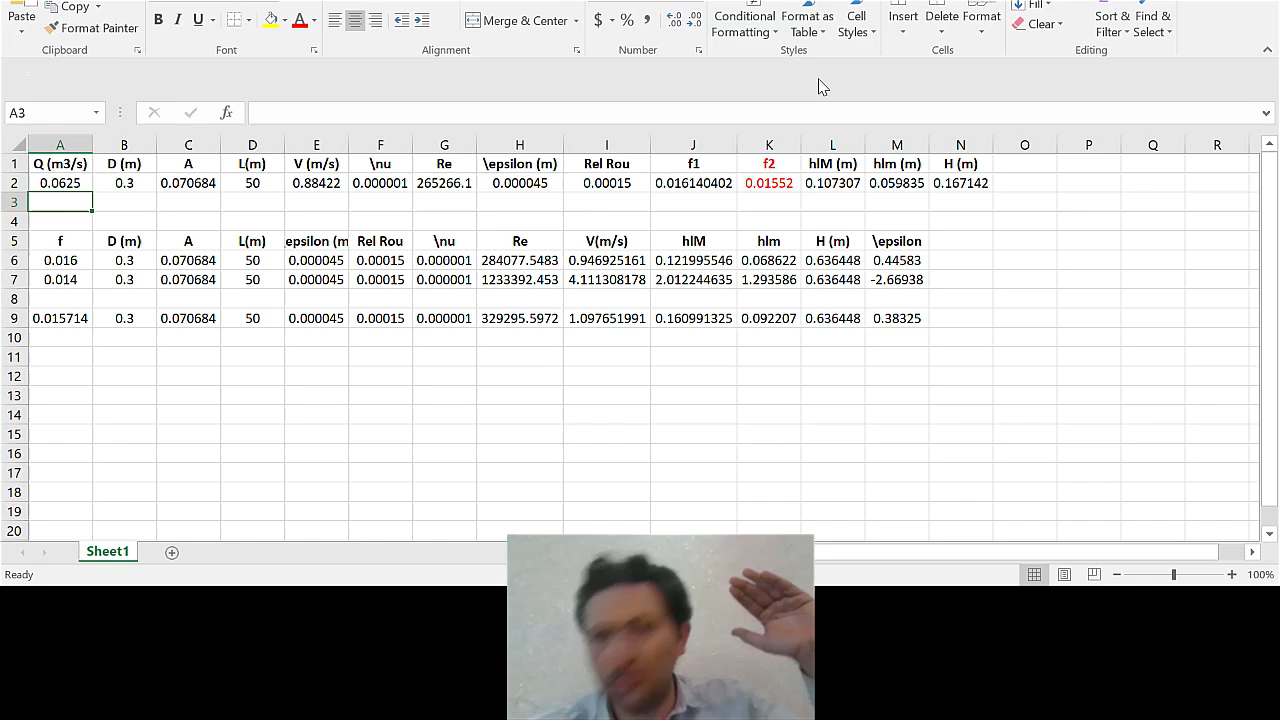 Paste
Copy
Format Painter
B I U A
Merge & Center
$ % ,
Conditional Formatting
Format as Table
Cell Styles
Insert
Delete
Format
Fill
Clear
Sort & Filter
Find & Select
Clipboard Font Alignment Number Styles Cells Editing
A3 fx
A B C D E F G H I J K L M N O P Q R
1 Q (m3/s) D (m) A L(m) V (m/s) \nu Re \epsilon (m) Rel Rou f1 f2 hlM (m) hlm (m) H (m)
2 0.0625 0.3 0.070684 50 0.88422 0.000001 265266.1 0.000045 0.00015 0.016140402 0.01552 0.107307 0.059835 0.167142
3
4
5 f D (m) A L(m) epsilon (m Rel Rou \nu Re V(m/s) hlM hlm H (m) \epsilon
6 0.016 0.3 0.070684 50 0.000045 0.00015 0.000001 284077.5483 0.946925161 0.121995546 0.068622 0.636448 0.44583
7 0.014 0.3 0.070684 50 0.000045 0.00015 0.000001 1233392.453 4.111308178 2.012244635 1.293586 0.636448 -2.66938
8
9 0.015714 0.3 0.070684 50 0.000045 0.00015 0.000001 329295.5972 1.097651991 0.160991325 0.092207 0.636448 0.38325
10
11
12
13
14
15
16
17
18
19
20
Sheet1
Ready 100%